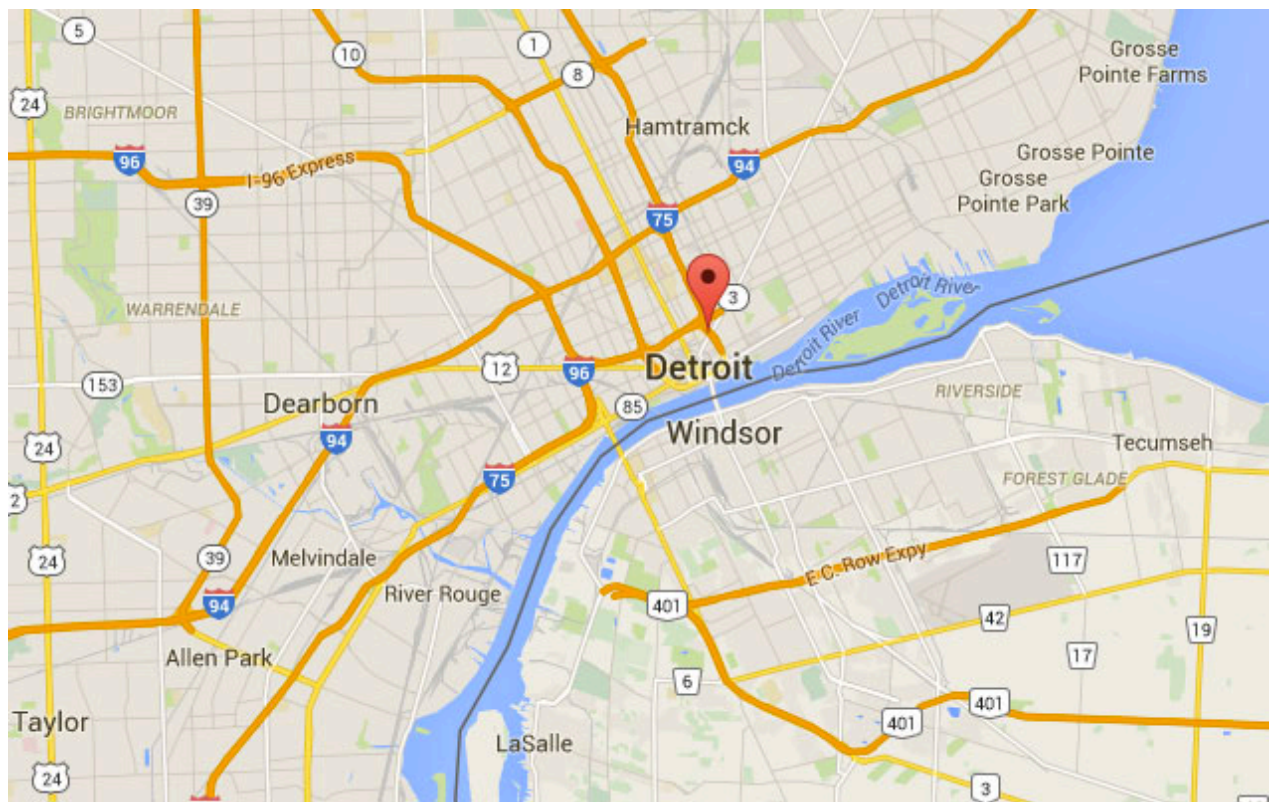 5
10
1
8
Grosse
Pointe Farms
24
BRIGHTMOOR
Hamtramck
96
I-96 Express
94
Grosse Pointe
Grosse
Pointe Park
39
75
3
Detroit River
WARRENDALE
Detroit River
12
96
Detroit
153
Dearborn
85
RIVERSIDE
94
Windsor
Tecumseh
24
75
FOREST GLADE
2
39
Melvindale
E C. Row Expy
117
24
River Rouge
94
401
42
19
Allen Park
17
6
Taylor
401
401
LaSalle
24
3